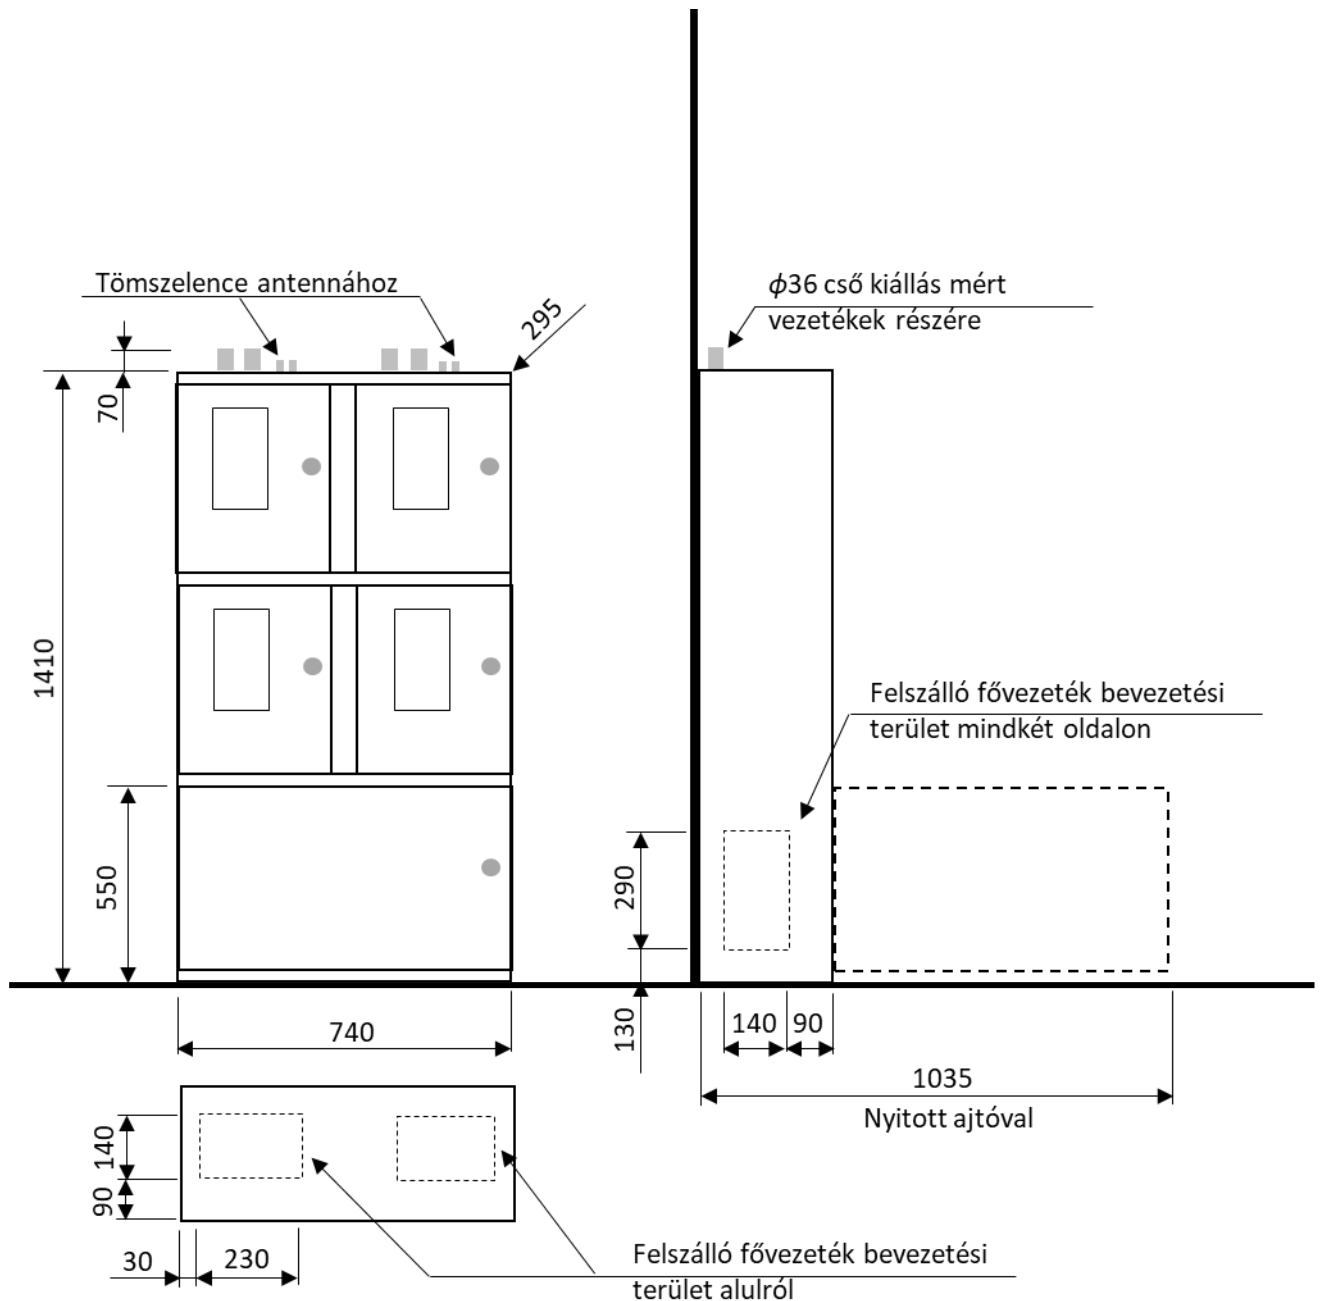 Tömszelence antennához
295
ϕ36 cső kiállás mért
vezetékek részére
70
1410
Felszálló fővezeték bevezetési
terület mindkét oldalon
550
290
130
140
90
740
1035
Nyitott ajtóval
140
90
30
230
Felszálló fővezeték bevezetési
terület alulról